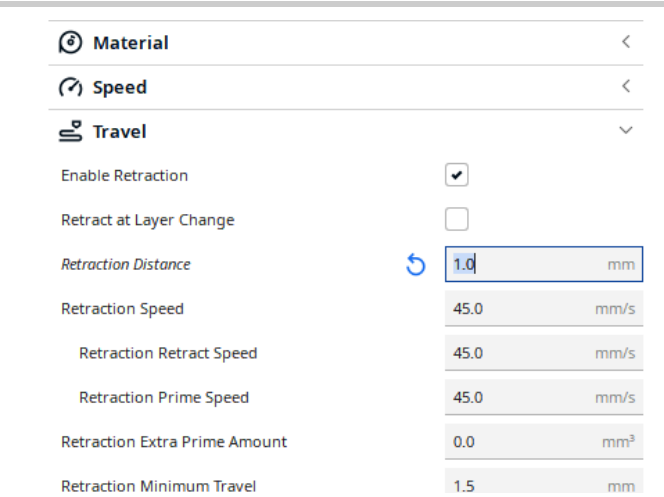 Material
Speed
Travel
Enable Retraction
Retract at Layer Change
Retraction Distance 1.0 mm
Retraction Speed 45.0 mm/s
Retraction Retract Speed 45.0 mm/s
Retraction Prime Speed 45.0 mm/s
Retraction Extra Prime Amount 0.0 mm³
Retraction Minimum Travel 1.5 mm